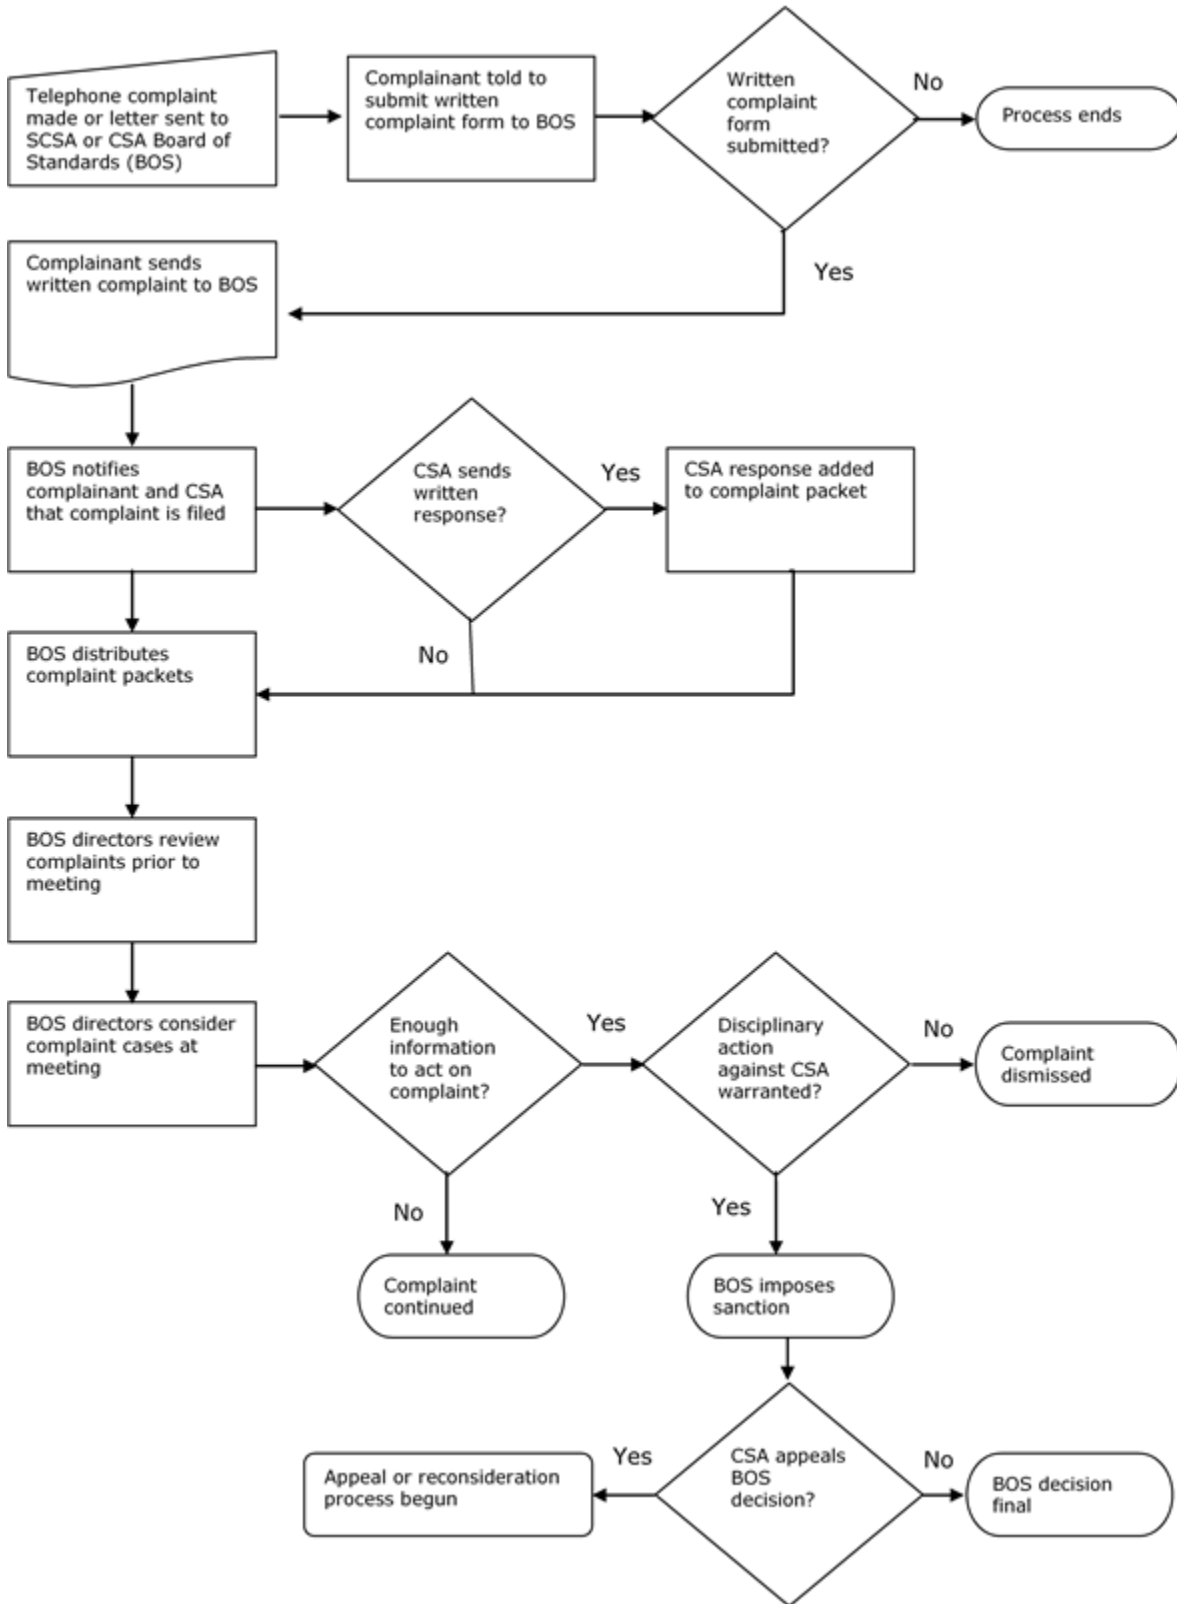 Telephone complaint
made or letter sent to
SCSA or CSA Board of
Standards (BOS)
Complainant told to
submit written
complaint form to BOS
Written
complaint
form
submitted?
No
Process ends
Yes
Complainant sends
written complaint to BOS
BOS notifies
complainant and CSA
that complaint is filed
CSA sends
written
response?
Yes
CSA response added
to complaint packet
No
BOS distributes
complaint packets
BOS directors review
complaints prior to
meeting
BOS directors consider
complaint cases at
meeting
Enough
information
to act on
complaint?
Yes
Disciplinary
action
against CSA
warranted?
No
Complaint
dismissed
No
Complaint
continued
Yes
BOS imposes
sanction
CSA appeals
BOS
decision?
Yes
Appeal or reconsideration
process begun
No
BOS decision
final